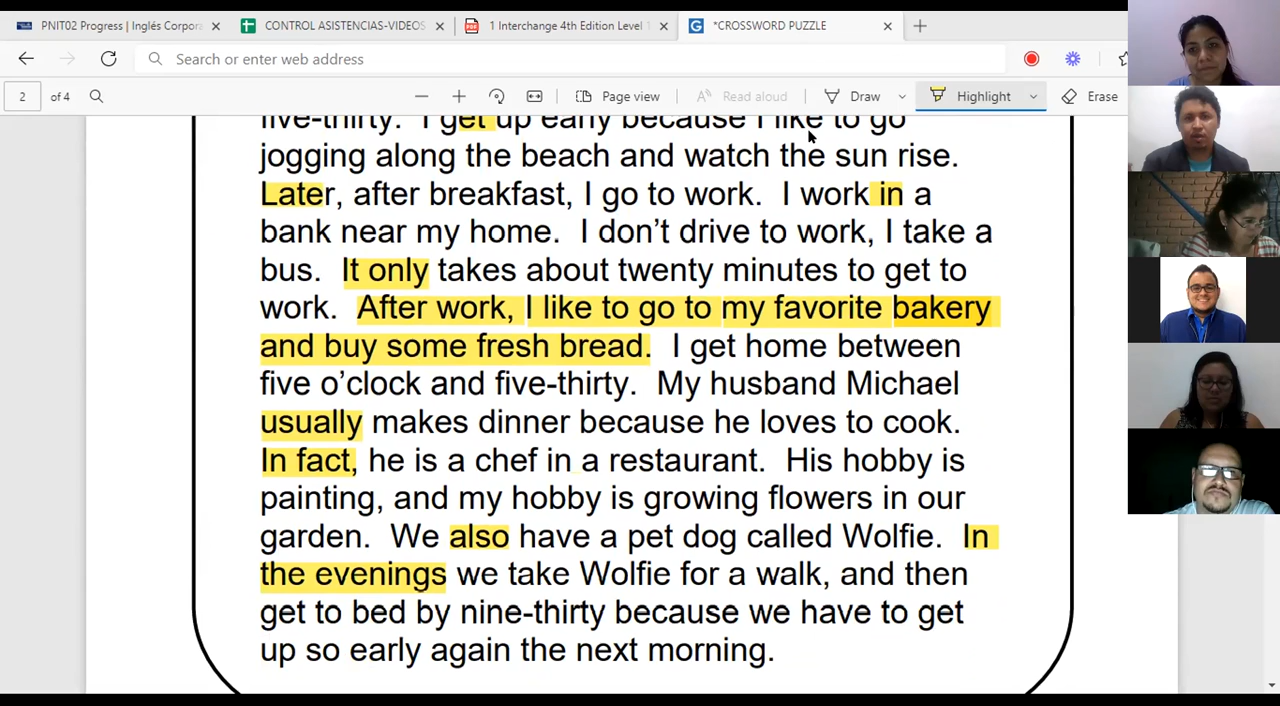 PNIT02 Progress | Inglés Corpora
CONTROL ASISTENCIAS-VIDEOS
1 Interchange 4th Edition Level 1
*CROSSWORD PUZZLE
Search or enter web address
2 of 4
Page view
Read aloud
Draw
Highlight
Erase
five-thirty. I get up early because I like to go
jogging along the beach and watch the sun rise.
Later, after breakfast, I go to work. I work in a
bank near my home. I don't drive to work, I take a
bus. It only takes about twenty minutes to get to
work. After work, I like to go to my favorite bakery
and buy some fresh bread. I get home between
five o'clock and five-thirty. My husband Michael
usually makes dinner because he loves to cook.
In fact, he is a chef in a restaurant. His hobby is
painting, and my hobby is growing flowers in our
garden. We also have a pet dog called Wolfie. In
the evenings we take Wolfie for a walk, and then
get to bed by nine-thirty because we have to get
up so early again the next morning.